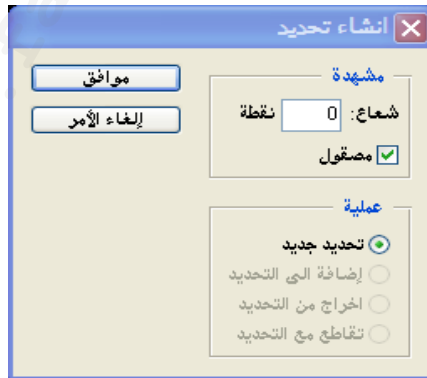 انشاء تحديد
مشهدة
شعاع: 0 نقطة
مصقول
موافق
إلغاء الأمر
عملية
تحديد جديد
إضافة الى التحديد
اخراج من التحديد
تقاطع مع التحديد